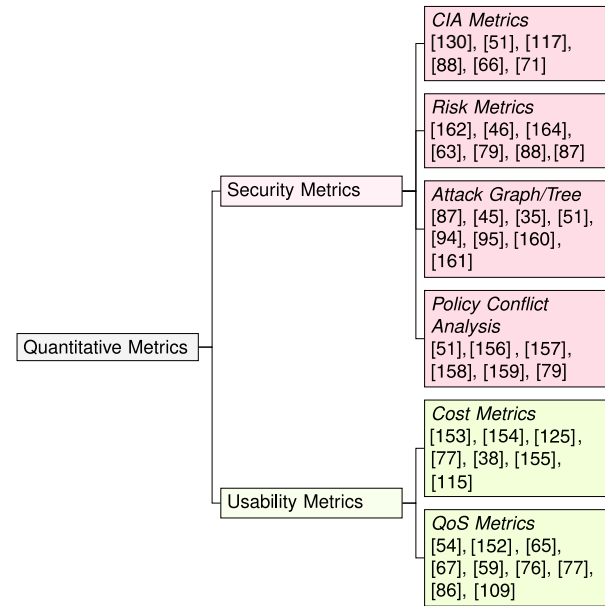 CIA Metrics
[130], [51], [117],
[88], [66], [71]
Risk Metrics
[162], [46], [164],
[63], [79], [88],[87]
Security Metrics
Attack Graph/Tree
[87], [45], [35], [51],
[94], [95], [160],
[161]
Policy Conflict
Analysis
[51],[156], [157],
[158], [159], [79]
Quantitative Metrics
Cost Metrics
[153], [154], [125],
[77], [38], [155],
[115]
Usability Metrics
QoS Metrics
[54],[152], [65],
[67], [59], [76], [77],
[86], [109]